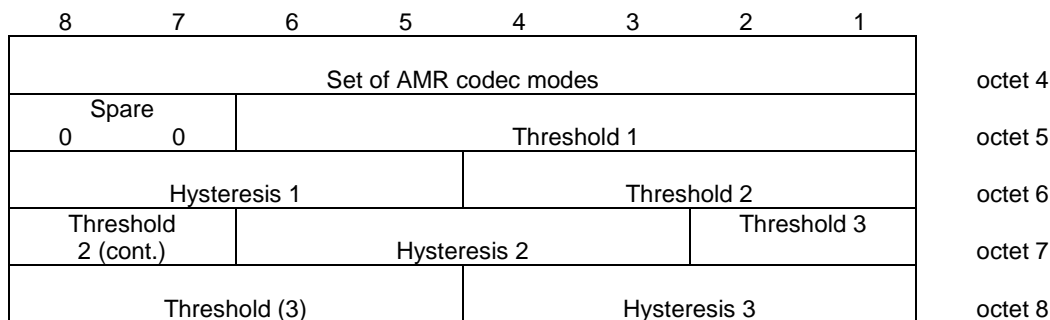 8 7 6 5 4 3 2 1
Set of AMR codec modes octet 4
Spare
0 0 Threshold 1 octet 5
Hysteresis 1 Threshold 2 octet 6
Threshold Threshold 3
2 (cont.) Hysteresis 2 octet 7
Threshold (3) Hysteresis 3 octet 8